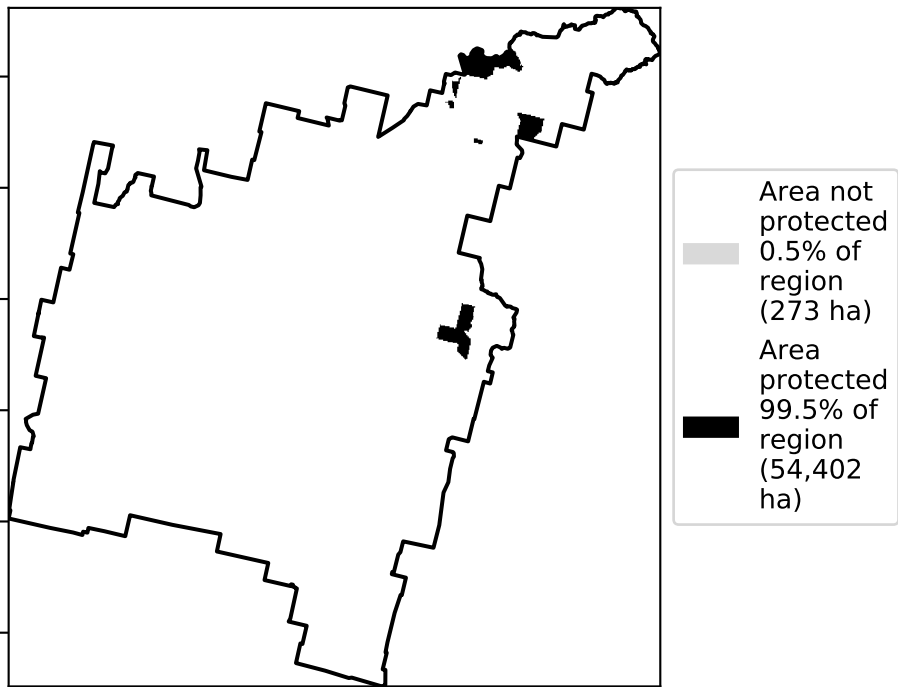 Area not
protected
0.5% of
region
(273 ha)
Area
protected
99.5% of
region
(54,402
ha)